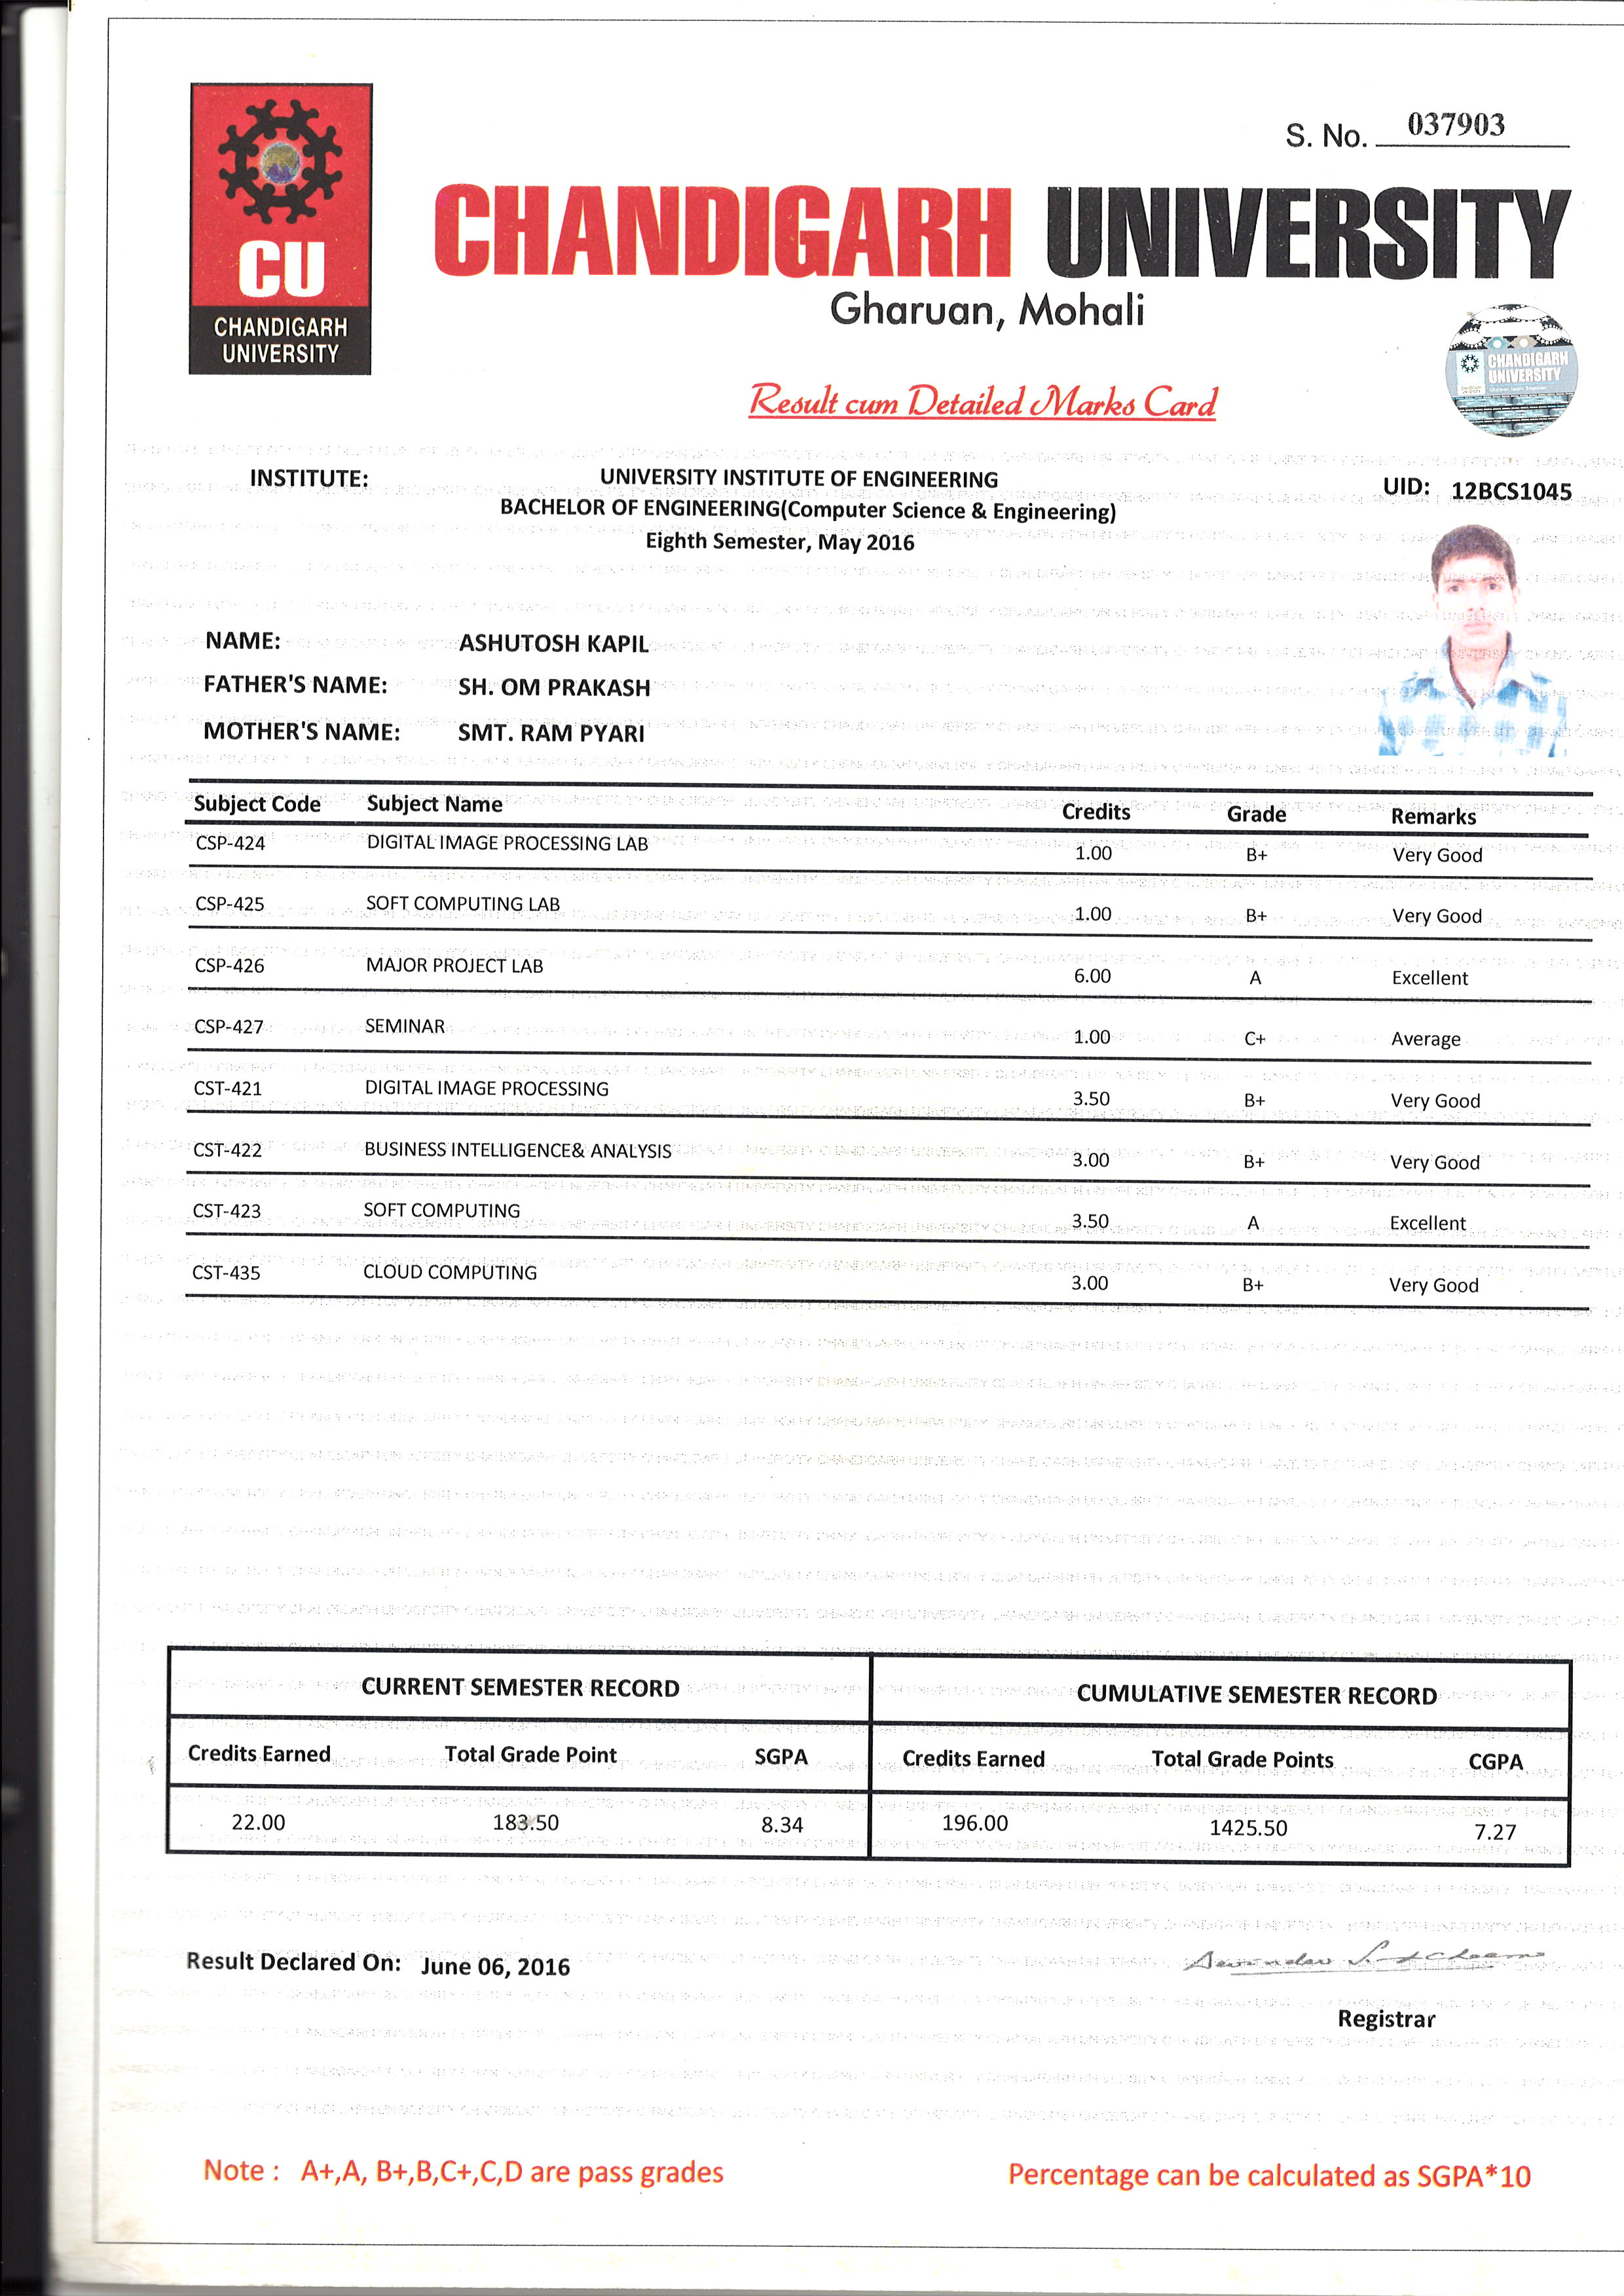 S. No. 037903
CU
CHANDIGARH
UNIVERSITY
CHANDIGARH UNIVERSITY
Gharuan, Mohali
CHANDIGARH
UNIVERSITY
Result cum Detailed Marks Card
INSTITUTE: UNIVERSITY INSTITUTE OF ENGINEERING UID: 12BCS1045
BACHELOR OF ENGINEERING(Computer Science & Engineering)
Eighth Semester, May 2016
NAME: ASHUTOSH KAPIL
FATHER'S NAME: SH. OM PRAKASH
MOTHER'S NAME: SMT. RAM PYARI
Subject Code Subject Name Credits Grade Remarks
CSP-424 DIGITAL IMAGE PROCESSING LAB 1.00 B+ Very Good
CSP-425 SOFT COMPUTING LAB 1.00 B+ Very Good
CSP-426 MAJOR PROJECT LAB 6.00 A Excellent
CSP-427 SEMINAR 1.00 C+ Average
CST-421 DIGITAL IMAGE PROCESSING 3.50 B+ Very Good
CST-422 BUSINESS INTELLIGENCE& ANALYSIS 3.00 B+ Very Good
CST-423 SOFT COMPUTING 3.50 A Excellent
CST-435 CLOUD COMPUTING 3.00 B+ Very Good
CURRENT SEMESTER RECORD CUMULATIVE SEMESTER RECORD
Credits Earned Total Grade Point SGPA Credits Earned Total Grade Points CGPA
22.00 183.50 8.34 196.00 1425.50 7.27
Result Declared On: June 06, 2016
Registrar
Note : A+,A, B+,B,C+,C,D are pass grades Percentage can be calculated as SGPA*10